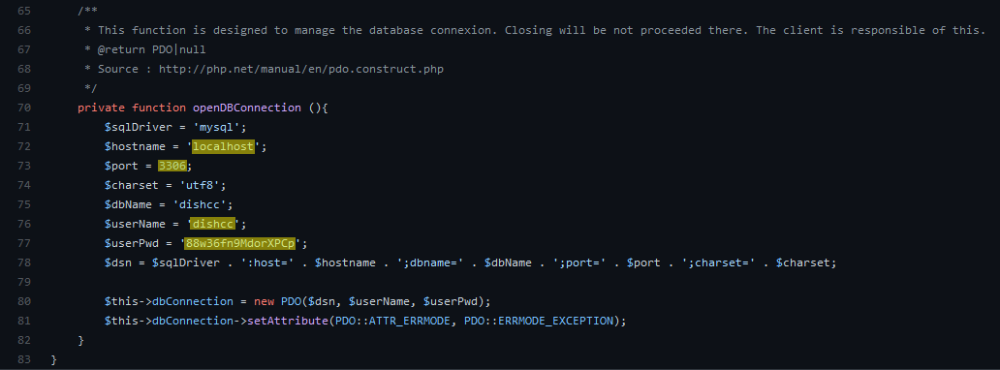 65 /**
66 * This function is designed to manage the database connexion. Closing will be not proceeded there. The client is responsible of this.
67 * @return PDO|null
68 * Source : http://php.net/manual/en/pdo.construct.php
69 */
70 private function openDBConnection (){
71 $sqlDriver = 'mysql';
72 $hostname = 'localhost';
73 $port = 3306;
74 $charset = 'utf8';
75 $dbName = 'dishcc';
76 $userName = 'dishcc';
77 $userPwd = '88w36fn9MdorXPCp';
78 $dsn = $sqlDriver . ':host=' . $hostname . ';dbname=' . $dbName . ';port=' . $port . ';charset=' . $charset;
79
80 $this->dbConnection = new PDO($dsn, $userName, $userPwd);
81 $this->dbConnection->setAttribute(PDO::ATTR_ERRMODE, PDO::ERRMODE_EXCEPTION);
82 }
83 }